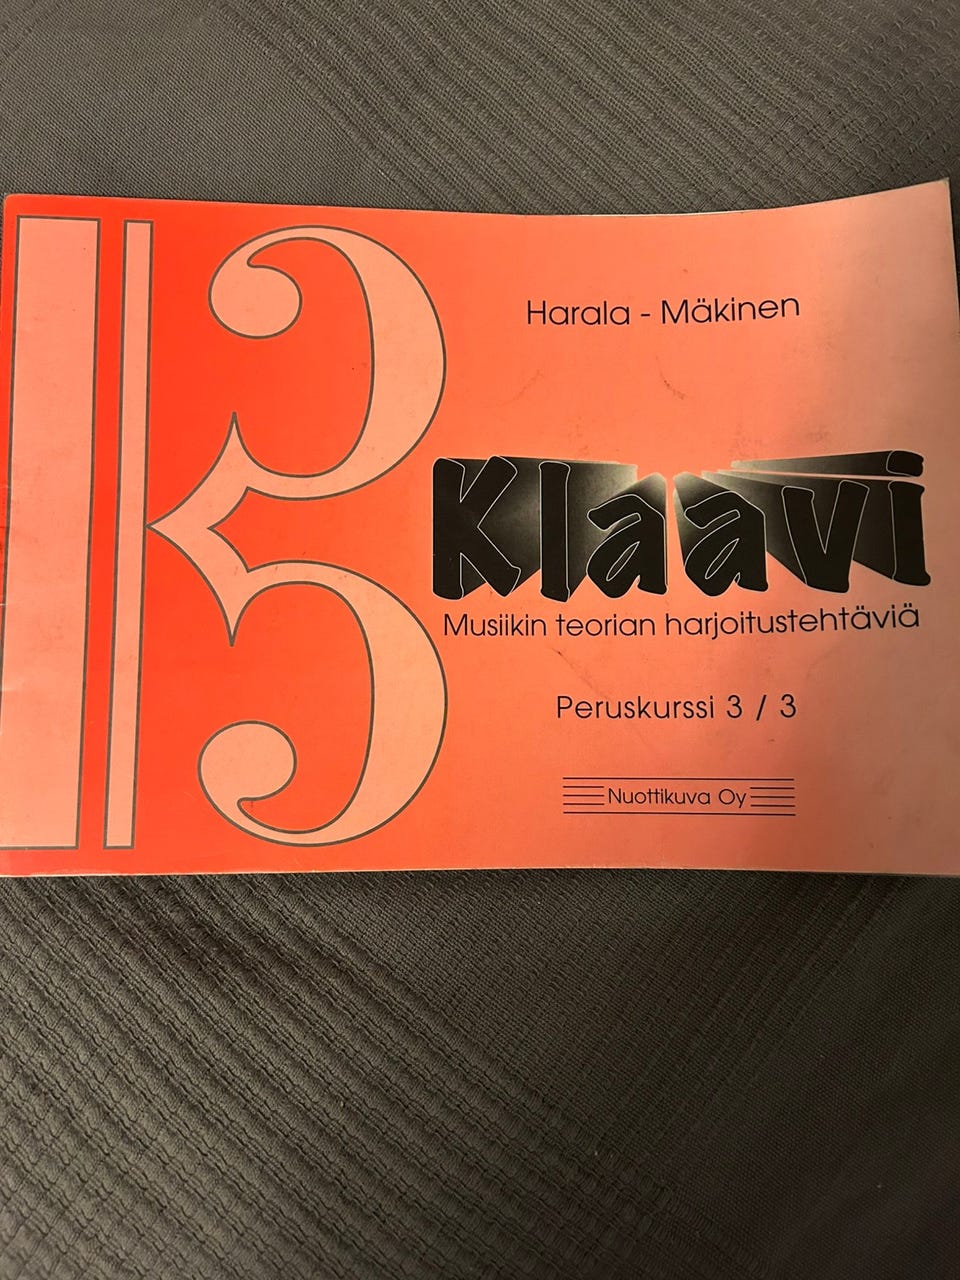 Harala - Mäkinen
Klaavi
Musiikin teorian harjoitustehtäviä
Peruskurssi 3 / 3
Nuottikuva Oy